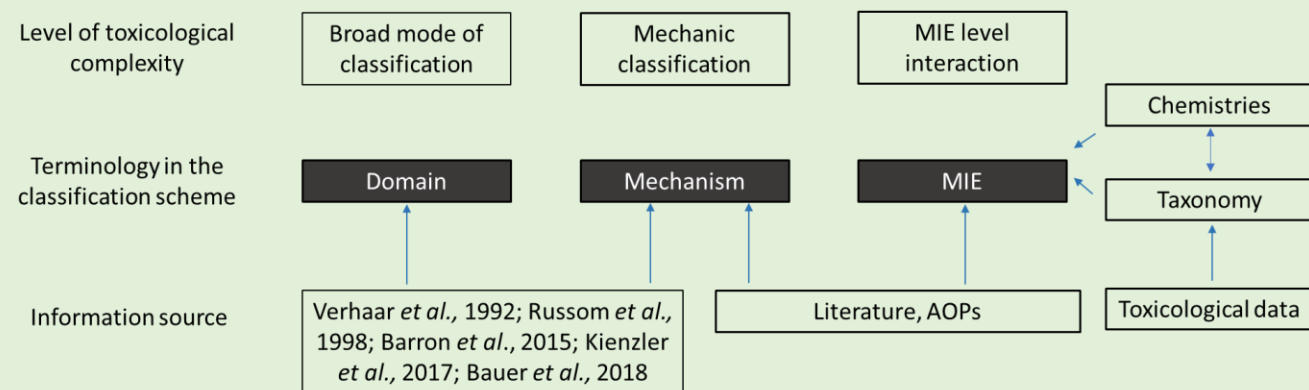 Level of toxicological
complexity
Broad mode of
classification
Mechanic
classification
MIE level
interaction
Chemistries
Terminology in the
classification scheme
Domain
Mechanism
MIE
Taxonomy
Information source
Verhaar et al., 1992; Russom et al.,
1998; Barron et al., 2015; Kienzler
et al., 2017; Bauer et al., 2018
Literature, AOPs
Toxicological data